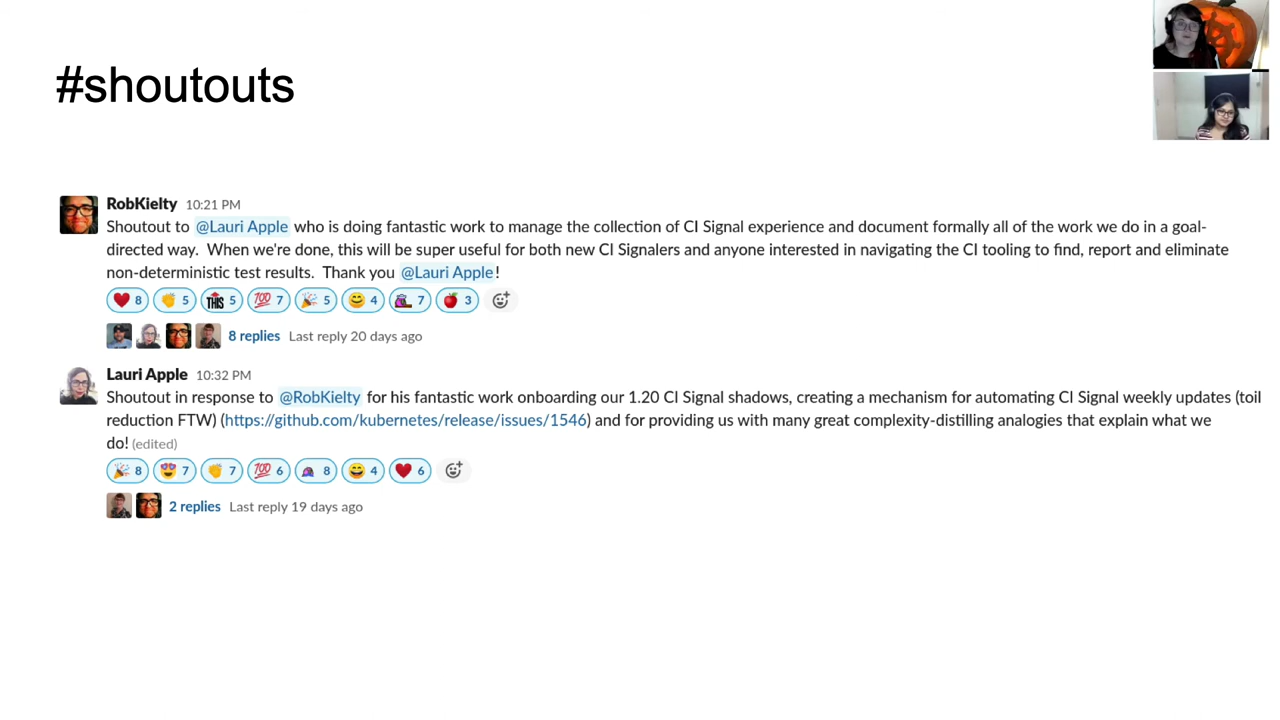 #shoutouts
RobKielty 10:21 PM
Shoutout to @Lauri Apple who is doing fantastic work to manage the collection of CI Signal experience and document formally all of the work we do in a goal-
directed way. When we're done, this will be super useful for both new CI Signalers and anyone interested in navigating the CI tooling to find, report and eliminate
non-deterministic test results. Thank you @Lauri Apple!
8 5 THIS 5 100 7 5 4 7 3
8 replies Last reply 20 days ago
Lauri Apple 10:32 PM
Shoutout in response to @RobKielty for his fantastic work onboarding our 1.20 CI Signal shadows, creating a mechanism for automating CI Signal weekly updates (toil
reduction FTW) (https://github.com/kubernetes/release/issues/1546) and for providing us with many great complexity-distilling analogies that explain what we
do! (edited)
8 7 7 100 6 8 4 6
2 replies Last reply 19 days ago